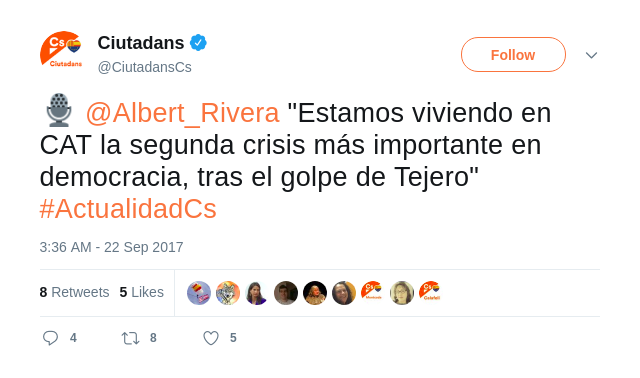 Cs
Ciutadans
Ciutadans
@CiutadansCs
Follow
@Albert_Rivera "Estamos viviendo en
CAT la segunda crisis más importante en
democracia, tras el golpe de Tejero"
#ActualidadCs
3:36 AM - 22 Sep 2017
8 Retweets 5 Likes
4 8 5